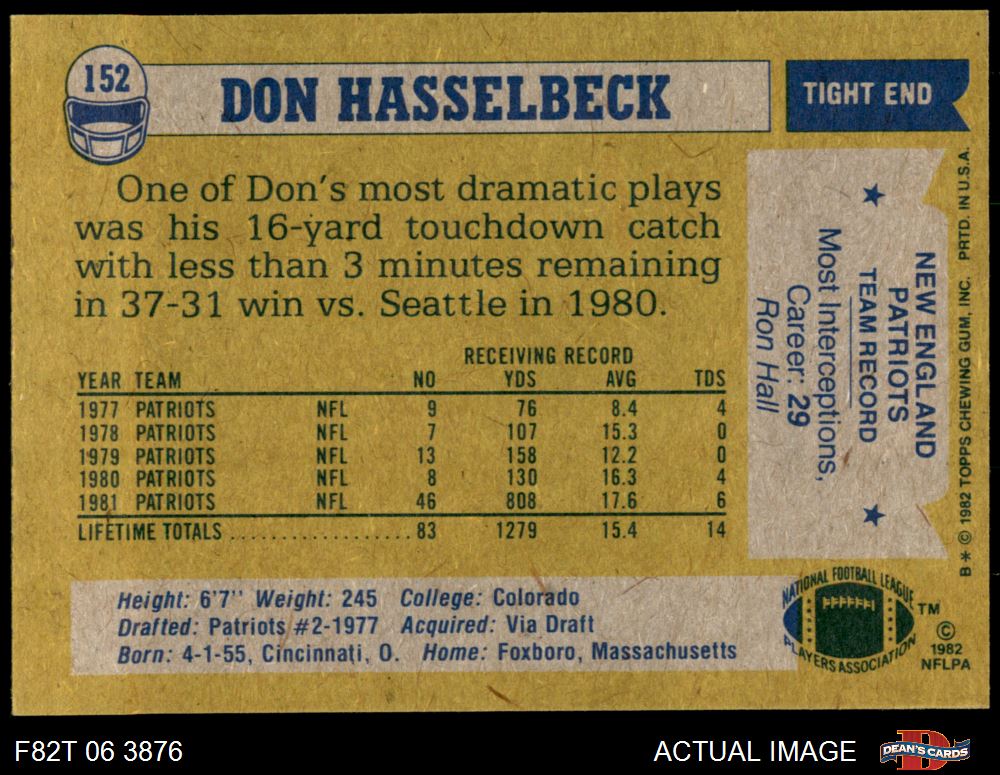 152
DON HASSELBECK
TIGHT END
One of Don's most dramatic plays
was his 16-yard touchdown catch
with less than 3 minutes remaining
in 37-31 win vs. Seattle in 1980.
RECEIVING RECORD
YEAR TEAM NO YDS AVG TDS
1977 PATRIOTS NFL 9 76 8.4 4
1978 PATRIOTS NFL 7 107 15.3 0
1979 PATRIOTS NFL 13 158 12.2 0
1980 PATRIOTS NFL 8 130 16.3 4
1981 PATRIOTS NFL 46 808 17.6 6
LIFETIME TOTALS .................. 83 1279 15.4 14
Height: 6'7" Weight: 245 College: Colorado
Drafted: Patriots #2-1977 Acquired: Via Draft
Born: 4-1-55, Cincinnati, O. Home: Foxboro, Massachusetts
NEW ENGLAND
PATRIOTS
TEAM RECORD
Most Interceptions,
Career: 29
Ron Hall
B * © 1982 TOPPS CHEWING GUM, INC. PRTD. IN U.S.A.
NATIONAL FOOTBALL LEAGUE
PLAYERS ASSOCIATION
TM
©
1982
NFLPA
F82T 06 3876
ACTUAL IMAGE
DEAN'S CARDS